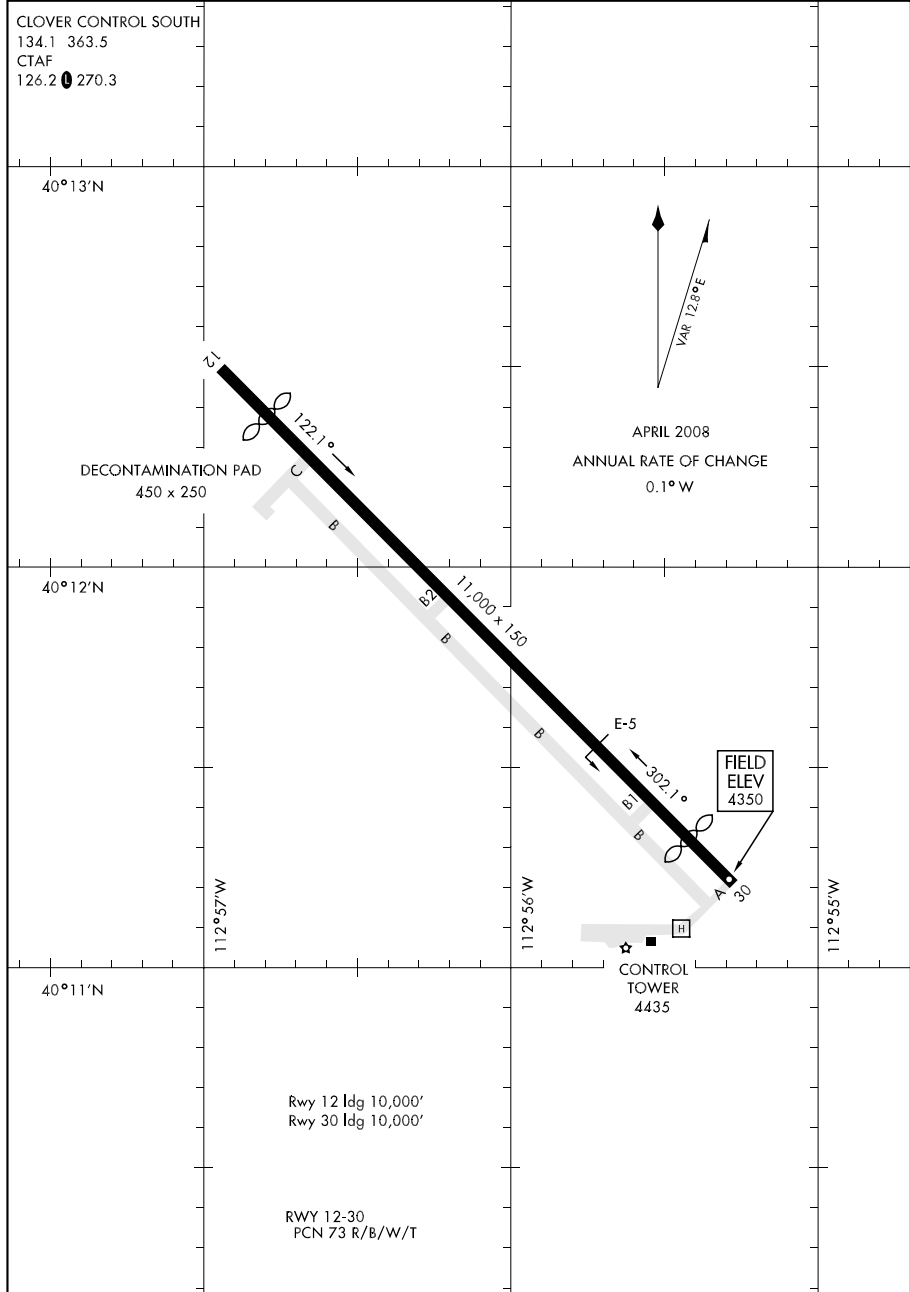 CLOVER CONTROL SOUTH
134.1 363.5
CTAF
126.2 L 270.3
40°13'N
VAR 12.8°E
APRIL 2008
ANNUAL RATE OF CHANGE
0.1° W
12
122.1°
DECONTAMINATION PAD
450 x 250
C
B
40°12'N
B2
11,000 x 150
B
B
E-5
302.1°
FIELD
ELEV
4350
B1
B
A
30
112°57'W
112°56'W
112°55'W
H
CONTROL
TOWER
4435
40°11'N
Rwy 12 ldg 10,000'
Rwy 30 ldg 10,000'
RWY 12-30
PCN 73 R/B/W/T